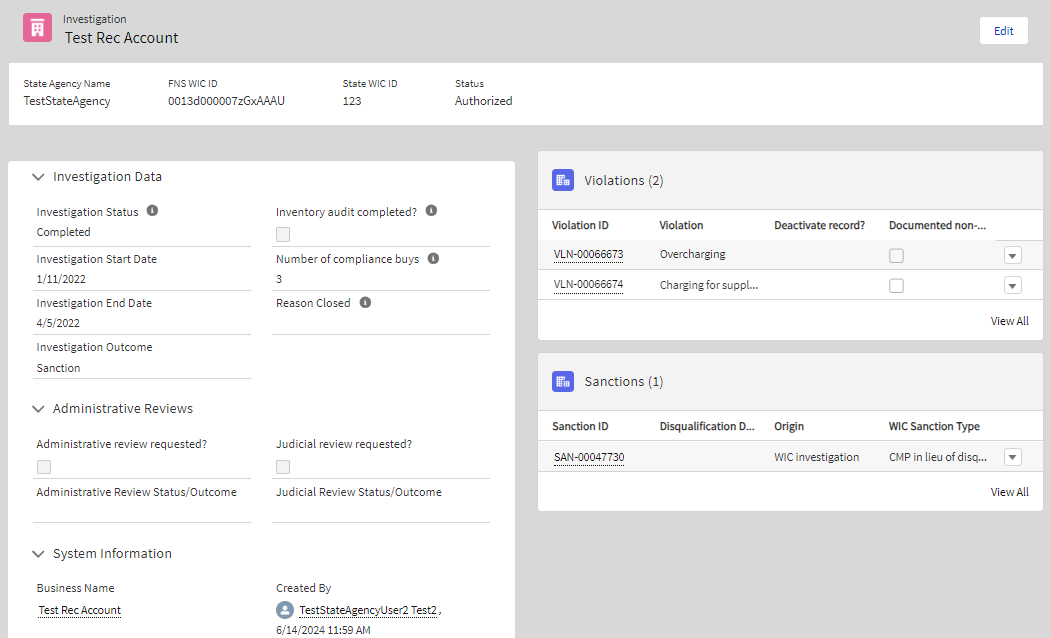 Investigation
Test Rec Account
Edit
State Agency Name FNS WIC ID State WIC ID Status
TestStateAgency 0013d000007zGxAAAU 123 Authorized
Investigation Data
Investigation Status Inventory audit completed?
Completed
Investigation Start Date Number of compliance buys
1/11/2022 3
Investigation End Date Reason Closed
4/5/2022
Investigation Outcome
Sanction
Administrative Reviews
Administrative review requested? Judicial review requested?
Administrative Review Status/Outcome Judicial Review Status/Outcome
System Information
Business Name Created By
Test Rec Account TestStateAgencyUser2 Test2,
6/14/2024 11:59 AM
Violations (2)
Violation ID Violation Deactivate record? Documented non-...
VLN-00066673 Overcharging
VLN-00066674 Charging for suppl...
View All
Sanctions (1)
Sanction ID Disqualification D... Origin WIC Sanction Type
SAN-00047730 WIC investigation CMP in lieu of disq...
View All